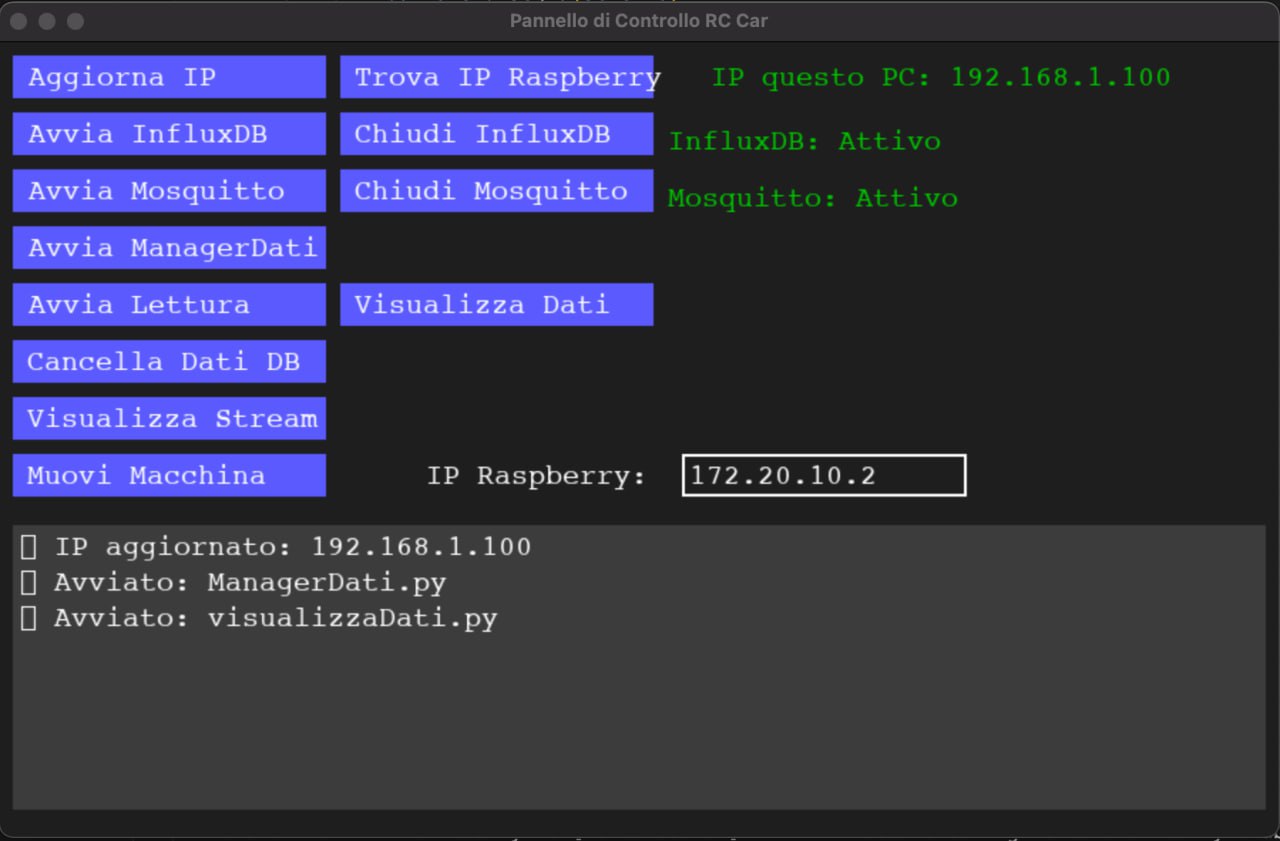 Pannello di Controllo RC Car
Aggiorna IP Trova IP Raspberry IP questo PC: 192.168.1.100
Avvia InfluxDB Chiudi InfluxDB InfluxDB: Attivo
Avvia Mosquitto Chiudi Mosquitto Mosquitto: Attivo
Avvia ManagerDati
Avvia Lettura Visualizza Dati
Cancella Dati DB
Visualizza Stream
Muovi Macchina IP Raspberry: 172.20.10.2
IP aggiornato: 192.168.1.100
Avviato: ManagerDati.py
Avviato: visualizzaDati.py